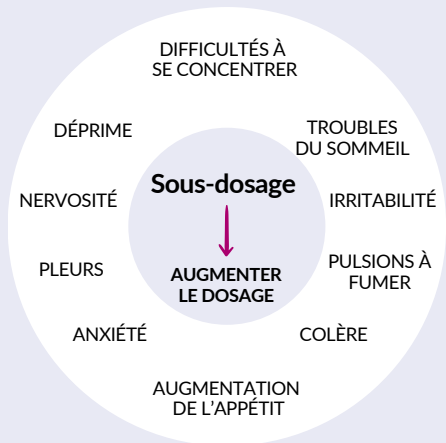 DIFFICULTÉS À
SE CONCENTRER
DÉPRIME
TROUBLES
DU SOMMEIL
Sous-dosage
NERVOSITÉ
IRRITABILITÉ
PLEURS
AUGMENTER
LE DOSAGE
PULSIONS À
FUMER
ANXIÉTÉ
COLÈRE
AUGMENTATION
DE L'APPÉTIT